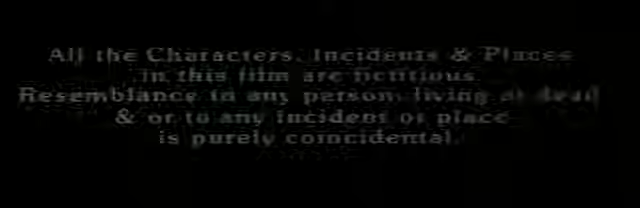 All the Characters, Incidents & Places
in this film are fictitious
Resemblance to any person, living or dead
& or to any incident or place
is purely coincidental.